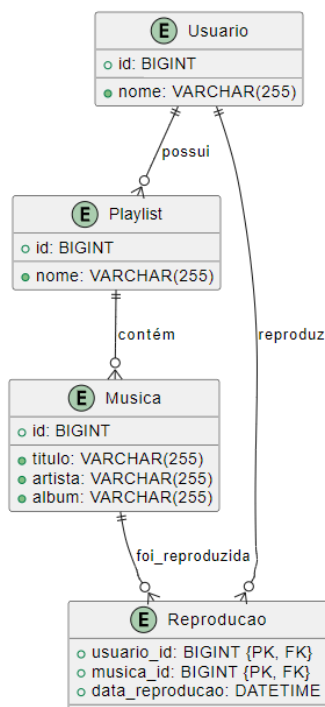 E Usuario
id: BIGINT
nome: VARCHAR(255)
possui
E Playlist
id: BIGINT
nome: VARCHAR(255)
contém
reproduz
E Musica
id: BIGINT
titulo: VARCHAR(255)
artista: VARCHAR(255)
album: VARCHAR(255)
foi_reproduzida
E Reproducao
usuario_id: BIGINT {PK, FK}
musica_id: BIGINT {PK, FK}
data_reproducao: DATETIME